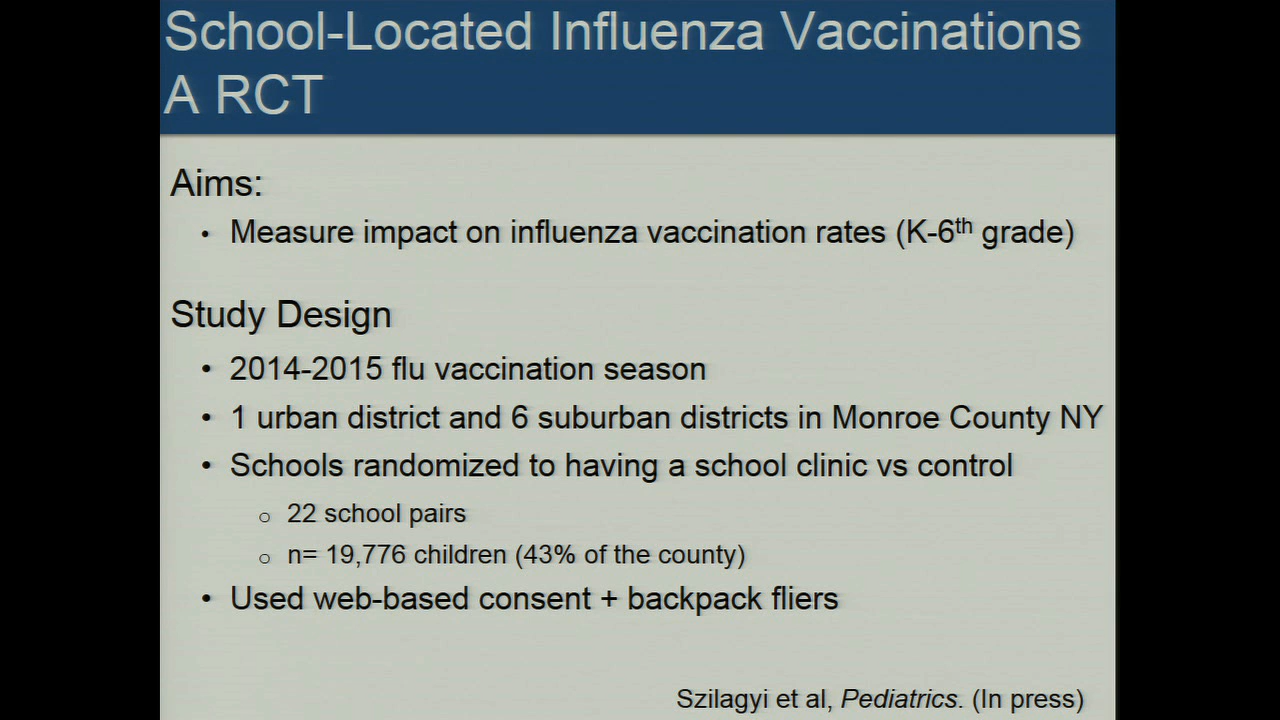 School-Located Influenza Vaccinations
A RCT
Aims:
• Measure impact on influenza vaccination rates (K-6th grade)
Study Design
• 2014-2015 flu vaccination season
• 1 urban district and 6 suburban districts in Monroe County NY
• Schools randomized to having a school clinic vs control
o 22 school pairs
o n= 19,776 children (43% of the county)
• Used web-based consent + backpack fliers
Szilagyi et al, Pediatrics. (In press)